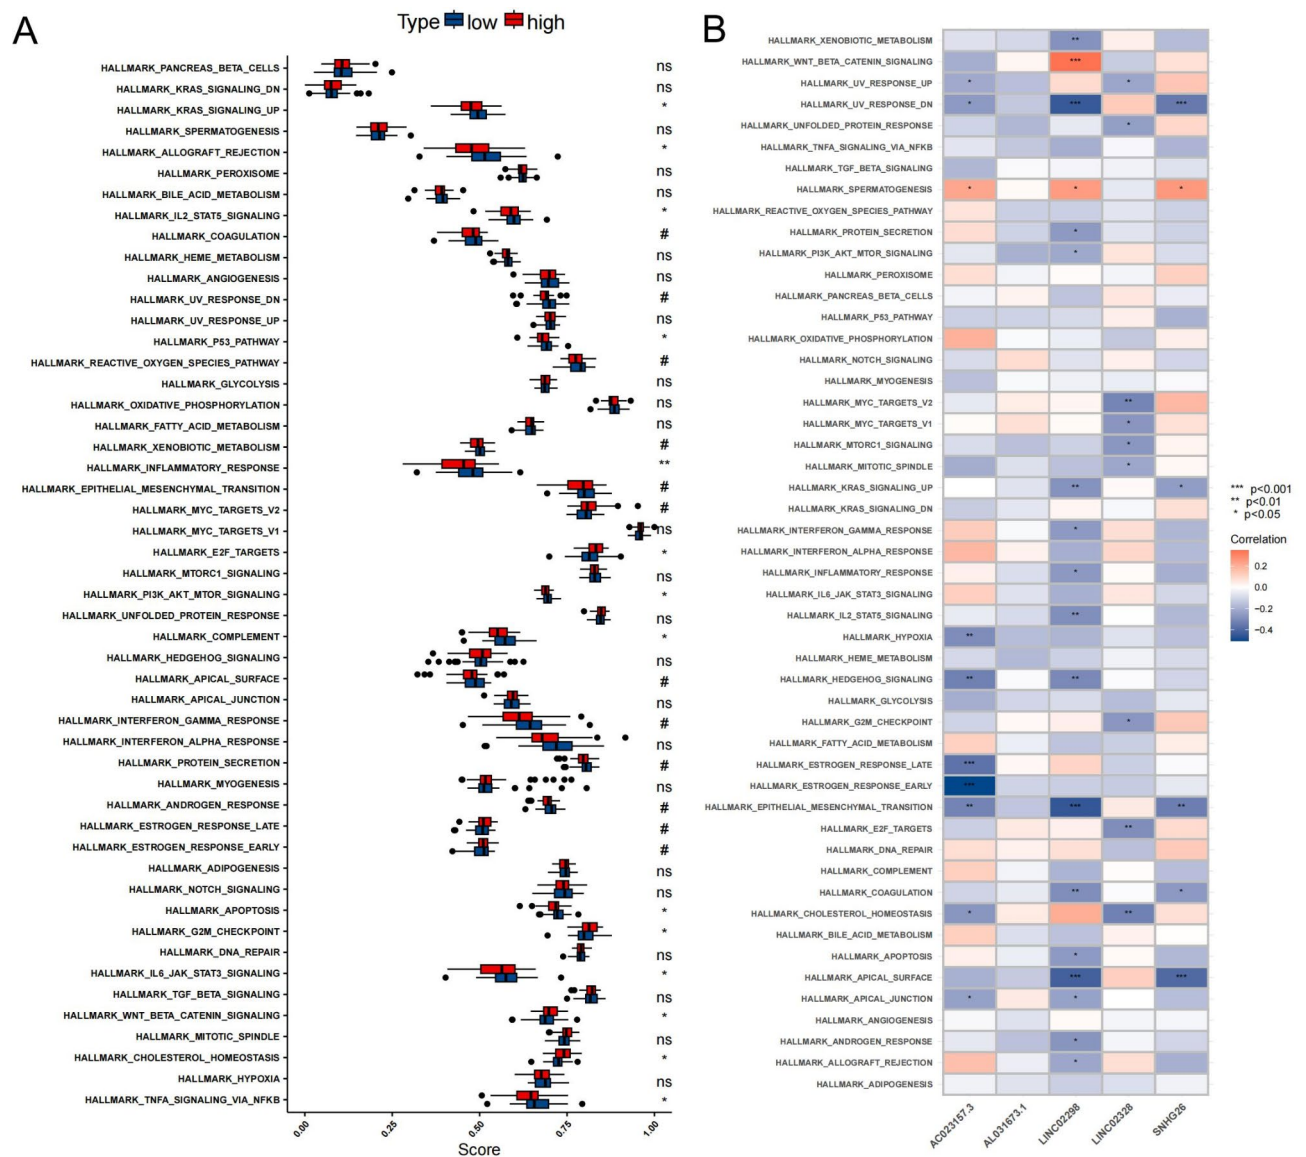 A
Type low high
HALLMARK_PANCREAS_BETA_CELLS ns
HALLMARK_KRAS_SIGNALING_DN ns
HALLMARK_KRAS_SIGNALING_UP *
HALLMARK_SPERMATOGENESIS ns
HALLMARK_ALLOGRAFT_REJECTION *
HALLMARK_PEROXISOME ns
HALLMARK_BILE_ACID_METABOLISM ns
HALLMARK_IL2_STAT5_SIGNALING *
HALLMARK_COAGULATION #
HALLMARK_HEME_METABOLISM ns
HALLMARK_ANGIOGENESIS ns
HALLMARK_UV_RESPONSE_DN #
HALLMARK_UV_RESPONSE_UP ns
HALLMARK_P53_PATHWAY *
HALLMARK_REACTIVE_OXYGEN_SPECIES_PATHWAY #
HALLMARK_GLYCOLYSIS ns
HALLMARK_OXIDATIVE_PHOSPHORYLATION ns
HALLMARK_FATTY_ACID_METABOLISM ns
HALLMARK_XENOBIOTIC_METABOLISM #
HALLMARK_INFLAMMATORY_RESPONSE **
HALLMARK_EPITHELIAL_MESENCHYMAL_TRANSITION #
HALLMARK_MYC_TARGETS_V2 #
HALLMARK_MYC_TARGETS_V1 ns
HALLMARK_E2F_TARGETS *
HALLMARK_MTORC1_SIGNALING ns
HALLMARK_PI3K_AKT_MTOR_SIGNALING *
HALLMARK_UNFOLDED_PROTEIN_RESPONSE ns
HALLMARK_COMPLEMENT *
HALLMARK_HEDGEHOG_SIGNALING ns
HALLMARK_APICAL_SURFACE #
HALLMARK_APICAL_JUNCTION ns
HALLMARK_INTERFERON_GAMMA_RESPONSE #
HALLMARK_INTERFERON_ALPHA_RESPONSE ns
HALLMARK_PROTEIN_SECRETION #
HALLMARK_MYOGENESIS ns
HALLMARK_ANDROGEN_RESPONSE #
HALLMARK_ESTROGEN_RESPONSE_LATE #
HALLMARK_ESTROGEN_RESPONSE_EARLY #
HALLMARK_ADIPOGENESIS ns
HALLMARK_NOTCH_SIGNALING ns
HALLMARK_APOPTOSIS *
HALLMARK_G2M_CHECKPOINT *
HALLMARK_DNA_REPAIR ns
HALLMARK_IL6_JAK_STAT3_SIGNALING *
HALLMARK_TGF_BETA_SIGNALING ns
HALLMARK_WNT_BETA_CATENIN_SIGNALING *
HALLMARK_MITOTIC_SPINDLE ns
HALLMARK_CHOLESTEROL_HOMEOSTASIS *
HALLMARK_HYPOXIA ns
HALLMARK_TNFA_SIGNALING_VIA_NFKB *
0.00 0.25 0.50 0.75 1.00
Score
B
HALLMARK_XENOBIOTIC_METABOLISM **
HALLMARK_WNT_BETA_CATENIN_SIGNALING ***
HALLMARK_UV_RESPONSE_UP * *
HALLMARK_UV_RESPONSE_DN * *** ***
HALLMARK_UNFOLDED_PROTEIN_RESPONSE *
HALLMARK_TNFA_SIGNALING_VIA_NFKB
HALLMARK_TGF_BETA_SIGNALING
HALLMARK_SPERMATOGENESIS * * *
HALLMARK_REACTIVE_OXYGEN_SPECIES_PATHWAY
HALLMARK_PROTEIN_SECRETION *
HALLMARK_PI3K_AKT_MTOR_SIGNALING *
HALLMARK_PEROXISOME
HALLMARK_PANCREAS_BETA_CELLS
HALLMARK_P53_PATHWAY
HALLMARK_OXIDATIVE_PHOSPHORYLATION
HALLMARK_NOTCH_SIGNALING
HALLMARK_MYOGENESIS
HALLMARK_MYC_TARGETS_V2 **
HALLMARK_MYC_TARGETS_V1 *
HALLMARK_MTORC1_SIGNALING *
HALLMARK_MITOTIC_SPINDLE *
HALLMARK_KRAS_SIGNALING_UP ** *
HALLMARK_KRAS_SIGNALING_DN
HALLMARK_INTERFERON_GAMMA_RESPONSE *
HALLMARK_INTERFERON_ALPHA_RESPONSE
HALLMARK_INFLAMMATORY_RESPONSE *
HALLMARK_IL6_JAK_STAT3_SIGNALING
HALLMARK_IL2_STAT5_SIGNALING **
HALLMARK_HYPOXIA **
HALLMARK_HEME_METABOLISM
HALLMARK_HEDGEHOG_SIGNALING ** **
HALLMARK_GLYCOLYSIS
HALLMARK_G2M_CHECKPOINT *
HALLMARK_FATTY_ACID_METABOLISM
HALLMARK_ESTROGEN_RESPONSE_LATE ***
HALLMARK_ESTROGEN_RESPONSE_EARLY ***
HALLMARK_EPITHELIAL_MESENCHYMAL_TRANSITION ** *** **
HALLMARK_E2F_TARGETS **
HALLMARK_DNA_REPAIR
HALLMARK_COMPLEMENT
HALLMARK_COAGULATION ** *
HALLMARK_CHOLESTEROL_HOMEOSTASIS * **
HALLMARK_BILE_ACID_METABOLISM
HALLMARK_APOPTOSIS *
HALLMARK_APICAL_SURFACE *** ***
HALLMARK_APICAL_JUNCTION * *
HALLMARK_ANGIOGENESIS
HALLMARK_ANDROGEN_RESPONSE *
HALLMARK_ALLOGRAFT_REJECTION *
HALLMARK_ADIPOGENESIS
AC023157.3 AL031673.1 LINC02298 LINC02328 SNHG26
*** p<0.001
** p<0.01
* p<0.05
Correlation
0.2
0.0
−0.2
−0.4